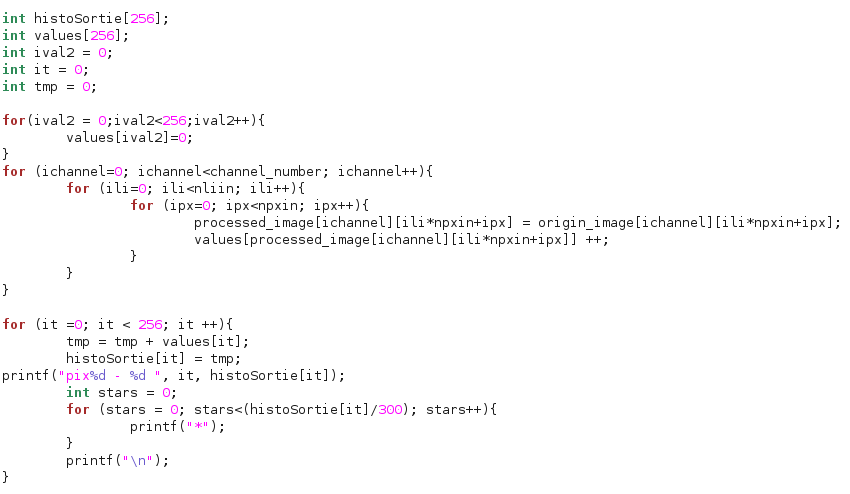 int histoSortie[256];
int values[256];
int ival2 = 0;
int it = 0;
int tmp = 0;

for(ival2 = 0;ival2<256;ival2++){
        values[ival2]=0;
}
for (ichannel=0; ichannel<channel_number; ichannel++){
        for (ili=0; ili<nliin; ili++){
                for (ipx=0; ipx<npxin; ipx++){
                        processed_image[ichannel][ili*npxin+ipx] = origin_image[ichannel][ili*npxin+ipx];
                        values[processed_image[ichannel][ili*npxin+ipx]] ++;
                }
        }
}

for (it =0; it < 256; it ++){
        tmp = tmp + values[it];
        histoSortie[it] = tmp;
printf("pix%d - %d ", it, histoSortie[it]);
        int stars = 0;
        for (stars = 0; stars<(histoSortie[it]/300); stars++){
                printf("*");
        }
        printf("\n");
}